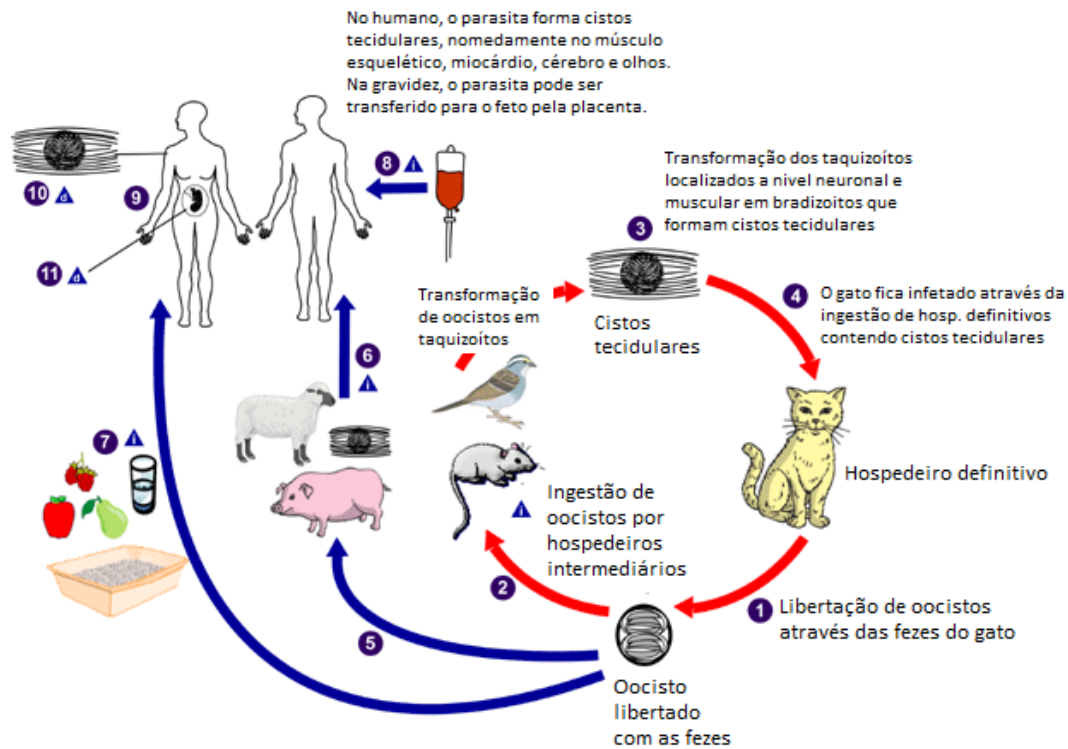 No humano, o parasita forma cistos
tecidulares, nomedamente no músculo
esquelético, miocárdio, cérebro e olhos.
Na gravidez, o parasita pode ser
transferido para o feto pela placenta.
10 d
9
11 d
8 i
Transformação dos taquizoítos
localizados a nivel neuronal e
muscular em bradizoitos que
formam cistos tecidulares
3
Cistos
tecidulares
Transformação
de oocistos em
taquizoítos
4 O gato fica infetado através da
ingestão de hosp. definitivos
contendo cistos tecidulares
6
i
7 i
Hospedeiro definitivo
i
Ingestão de
oocistos por
hospedeiros
intermediários
2
5
1 Libertação de oocistos
através das fezes do gato
Oocisto
libertado
com as fezes